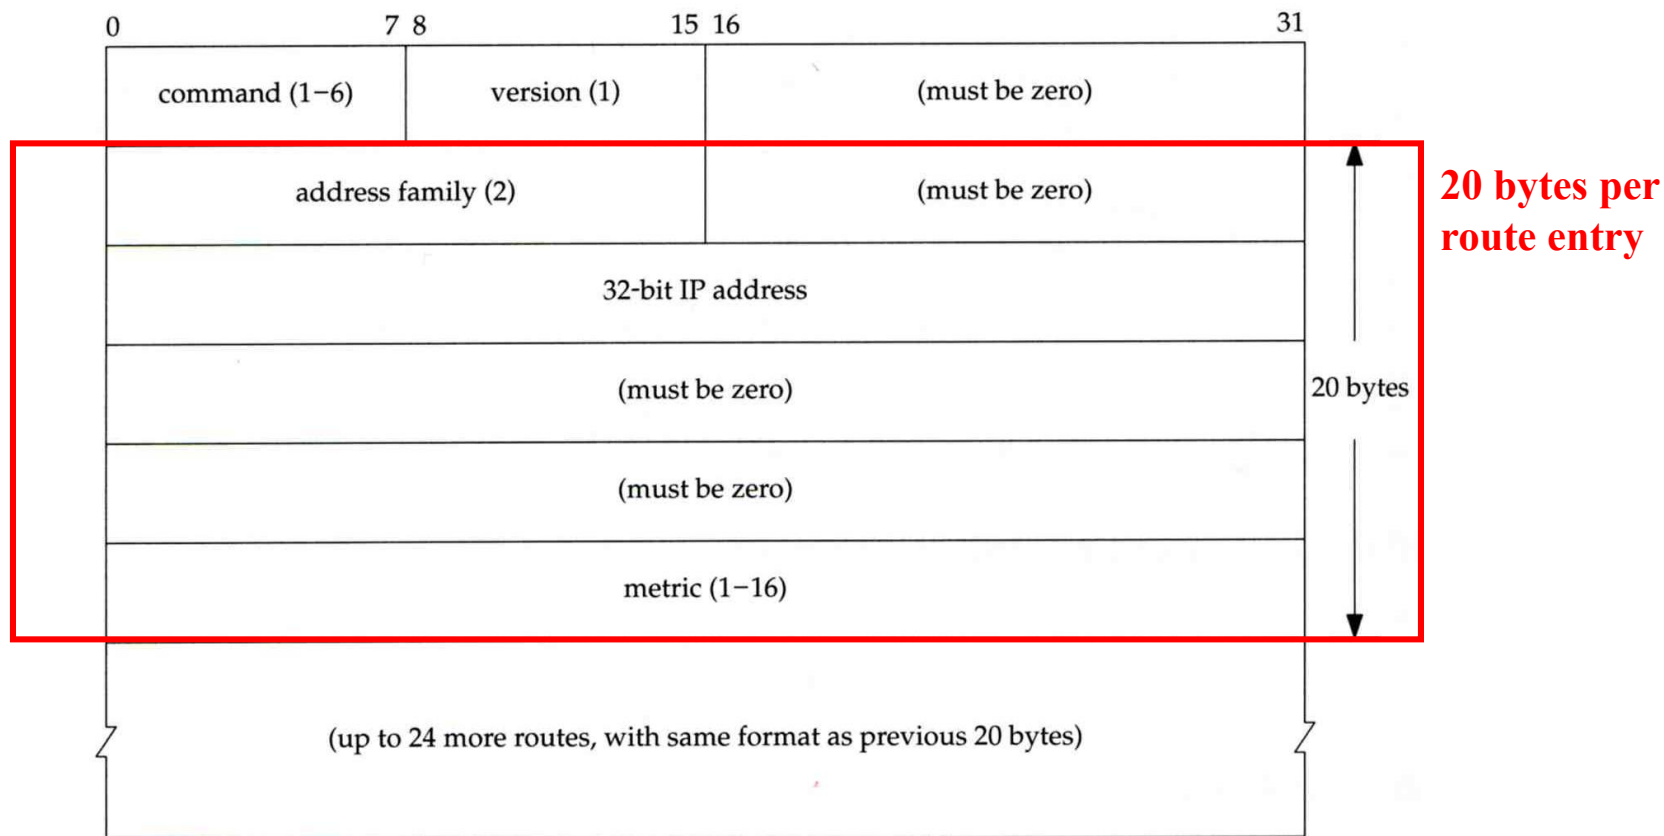 0 7 8 15 16 31
command (1−6) version (1) (must be zero)
address family (2) (must be zero)
20 bytes per
route entry
32-bit IP address
(must be zero)
20 bytes
(must be zero)
metric (1−16)
(up to 24 more routes, with same format as previous 20 bytes)